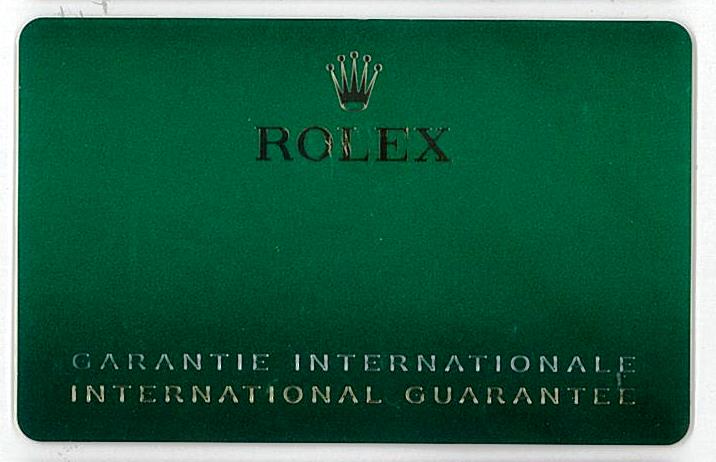 ROLEX
GARANTIE INTERNATIONALE
INTERNATIONAL GUARANTEE